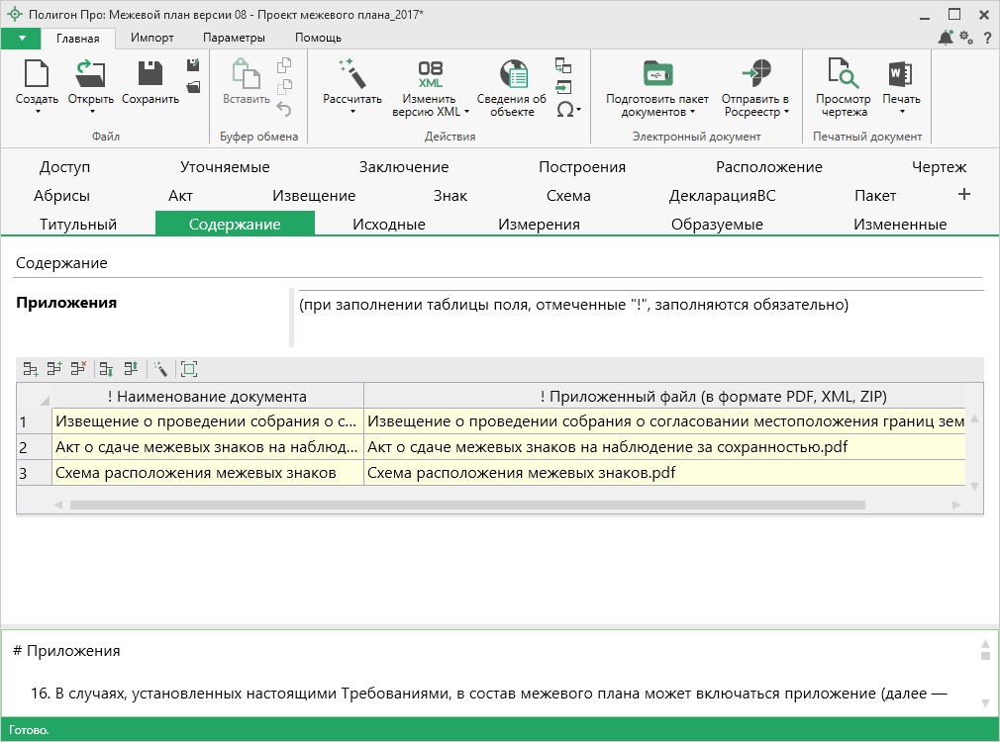 Полигон Про: Межевой план версии 08 - Проект межевого плана_2017*
Главная Импорт Параметры Помощь
?
Создать Открыть Сохранить
Вставить
Рассчитать
08 XML
Изменить версию XML
Сведения об объекте
Подготовить пакет документов
Отправить в Росреестр
Просмотр чертежа
W
Печать
Файл Буфер обмена Действия Электронный документ Печатный документ
Доступ Уточняемые Заключение Построения Расположение Чертеж
Абрисы Акт Извещение Знак Схема ДекларацияВС Пакет +
Титульный Содержание Исходные Измерения Образуемые Измененные
Содержание
Приложения
(при заполнении таблицы поля, отмеченные "!", заполняются обязательно)
! Наименование документа ! Приложенный файл (в формате PDF, XML, ZIP)
1 Извещение о проведении собрания о с... Извещение о проведении собрания о согласовании местоположения границ зем
2 Акт о сдаче межевых знаков на наблюд... Акт о сдаче межевых знаков на наблюдение за сохранностью.pdf
3 Схема расположения межевых знаков Схема расположения межевых знаков.pdf
# Приложения
16. В случаях, установленных настоящими Требованиями, в состав межевого плана может включаться приложение (далее —
Готово.